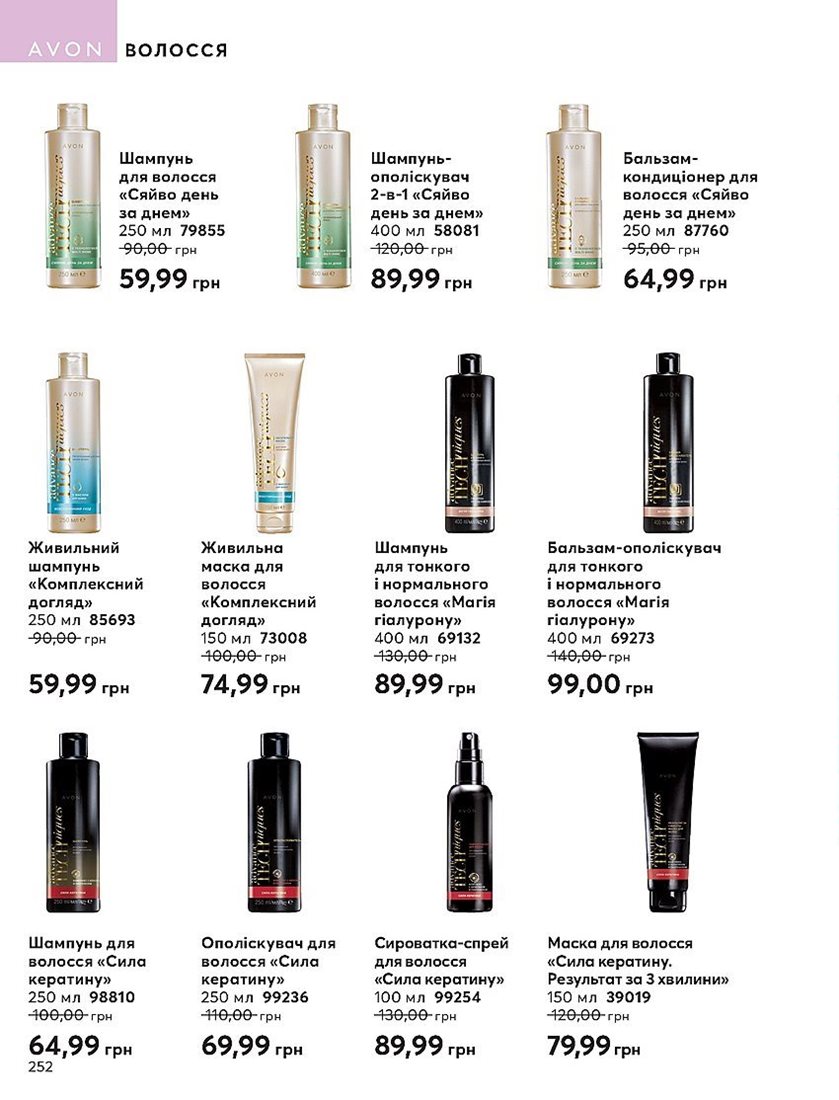 AVON ВОЛОССЯ
Шампунь
для волосся
«Сяйво день
за днем»
250 мл 79855
90,00 грн
59,99 грн
Шампунь-
ополіскувач
2-в-1 «Сяйво
день за днем»
400 мл 58081
120,00 грн
89,99 грн
Бальзам-
кондиціонер для
волосся «Сяйво
день за днем»
250 мл 87760
95,00 грн
64,99 грн
Живильний
шампунь
«Комплексний
догляд»
250 мл 85693
90,00 грн
59,99 грн
Живильна
маска для
волосся
«Комплексний
догляд»
150 мл 73008
100,00 грн
74,99 грн
Шампунь
для тонкого
і нормального
волосся «Магія
гіалурону»
400 мл 69132
130,00 грн
89,99 грн
Бальзам-ополіскувач
для тонкого
і нормального
волосся «Магія
гіалурону»
400 мл 69273
140,00 грн
99,00 грн
Шампунь для
волосся «Сила
кератину»
250 мл 98810
100,00 грн
64,99 грн
Ополіскувач для
волосся «Сила
кератину»
250 мл 99236
110,00 грн
69,99 грн
Сироватка-спрей
для волосся
«Сила кератину»
100 мл 99254
130,00 грн
89,99 грн
Маска для волосся
«Сила кератину.
Результат за 3 хвилини»
150 мл 39019
120,00 грн
79,99 грн
252